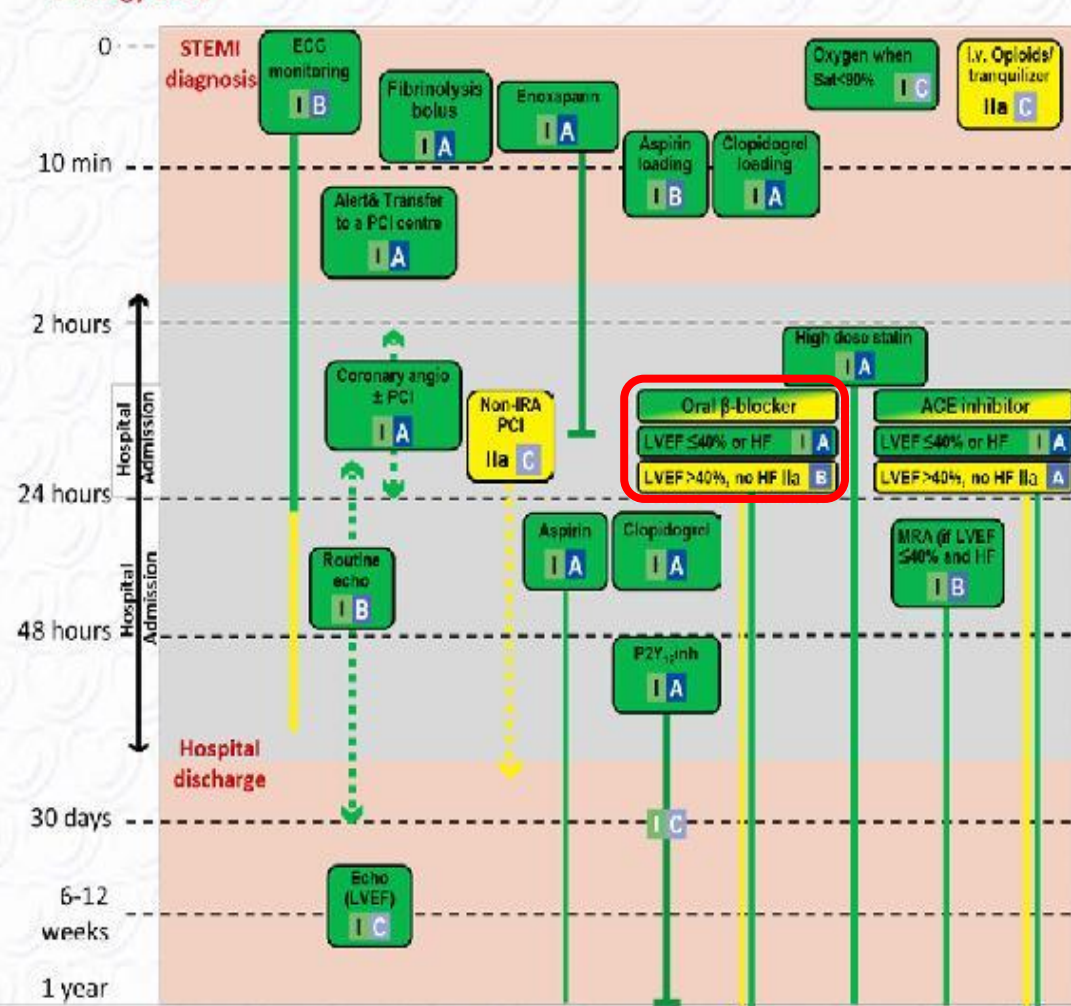 0
STEMI
diagnosis
ECG
monitoring
I B
Fibrinolysis
bolus
I A
Enoxaparin
I A
Aspirin
loading
I B
Clopidogrel
loading
I A
Oxygen when
Sat<90%
I C
i.v. Opioids/
tranquilizer
IIa C
10 min
Alert& Transfer
to a PCI centre
I A
2 hours
High dose statin
I A
Coronary angio
± PCI
I A
Non-IRA
PCI
IIa C
Oral β-blocker
LVEF ≤40% or HF I A
LVEF >40%, no HF IIa B
ACE inhibitor
LVEF ≤40% or HF I A
LVEF >40%, no HF IIa A
Hospital
Admission
24 hours
Aspirin
I A
Clopidogrel
I A
MRA (if LVEF
≤40% and HF
I B
Routine
echo
I B
Hospital
Admission
48 hours
P2Y₁₂inh
I A
Hospital
discharge
30 days
I C
Echo
(LVEF)
I C
6-12
weeks
1 year